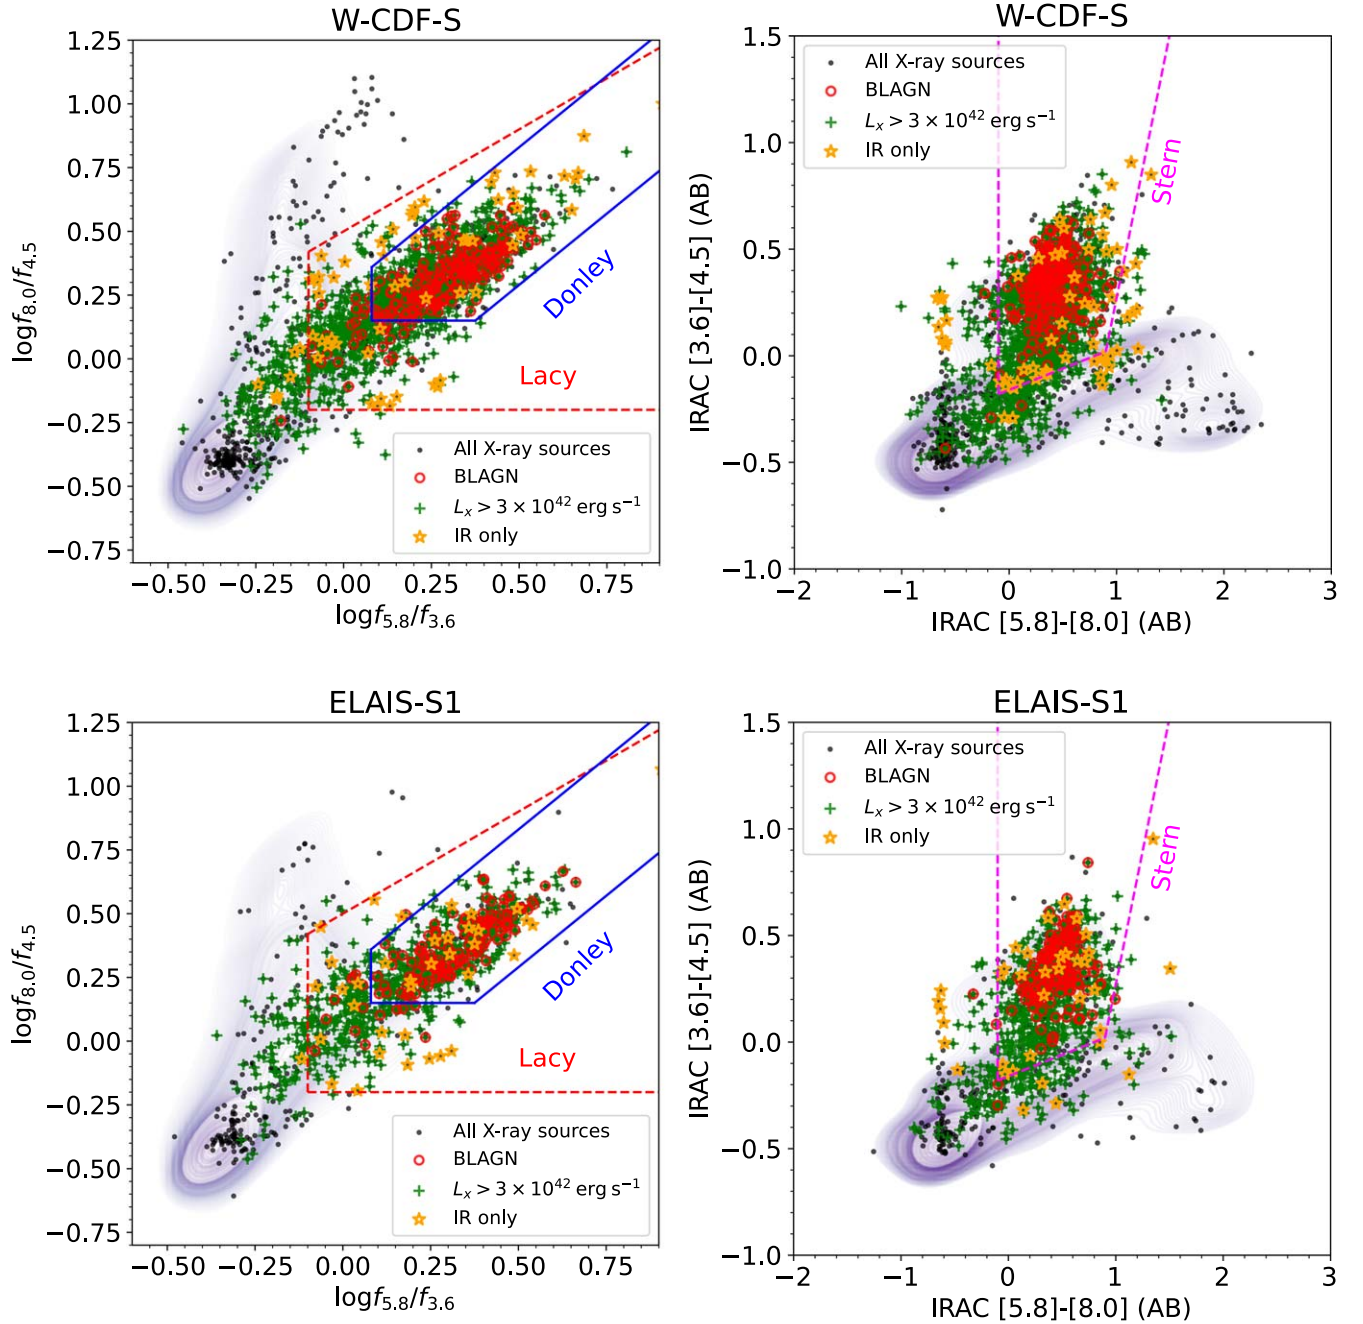 W-CDF-S
1.25
1.00
0.75
0.50
0.25
0.00
−0.25
−0.50
−0.75
logf8.0/f4.5
Donley
Lacy
All X-ray sources
BLAGN
Lx > 3 × 10^42 erg s^−1
IR only
−0.50 −0.25 0.00 0.25 0.50 0.75
logf5.8/f3.6
W-CDF-S
1.5
1.0
0.5
0.0
−0.5
−1.0
IRAC [3.6]-[4.5] (AB)
All X-ray sources
BLAGN
Lx > 3 × 10^42 erg s^−1
IR only
Stern
−2 −1 0 1 2 3
IRAC [5.8]-[8.0] (AB)
ELAIS-S1
1.25
1.00
0.75
0.50
0.25
0.00
−0.25
−0.50
−0.75
logf8.0/f4.5
Donley
Lacy
All X-ray sources
BLAGN
Lx > 3 × 10^42 erg s^−1
IR only
−0.50 −0.25 0.00 0.25 0.50 0.75
logf5.8/f3.6
ELAIS-S1
1.5
1.0
0.5
0.0
−0.5
−1.0
IRAC [3.6]-[4.5] (AB)
All X-ray sources
BLAGN
Lx > 3 × 10^42 erg s^−1
IR only
Stern
−2 −1 0 1 2 3
IRAC [5.8]-[8.0] (AB)